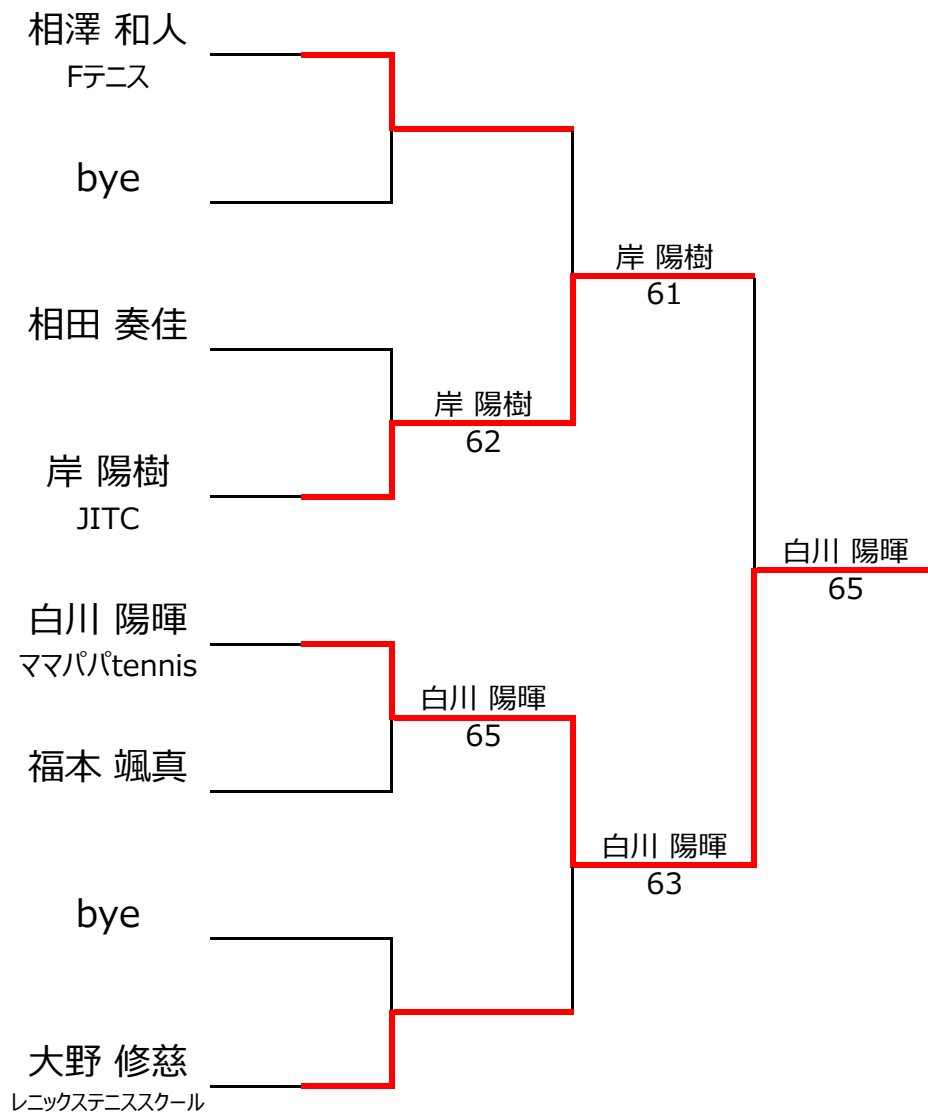 相澤 和人
Fテニス
bye
岸 陽樹
61
相田 奏佳
岸 陽樹
62
岸 陽樹
JITC
白川 陽暉
65
白川 陽暉
ママパパtennis
白川 陽暉
65
福本 颯真
白川 陽暉
63
bye
大野 修慈
レニックステニススクール